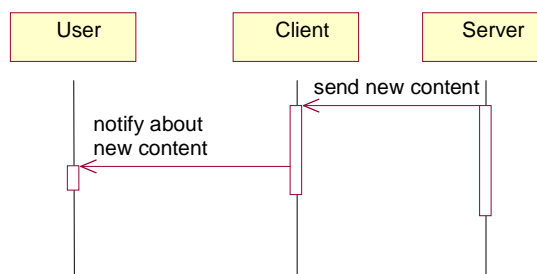 User
Client
Server
send new content
notify about
new content